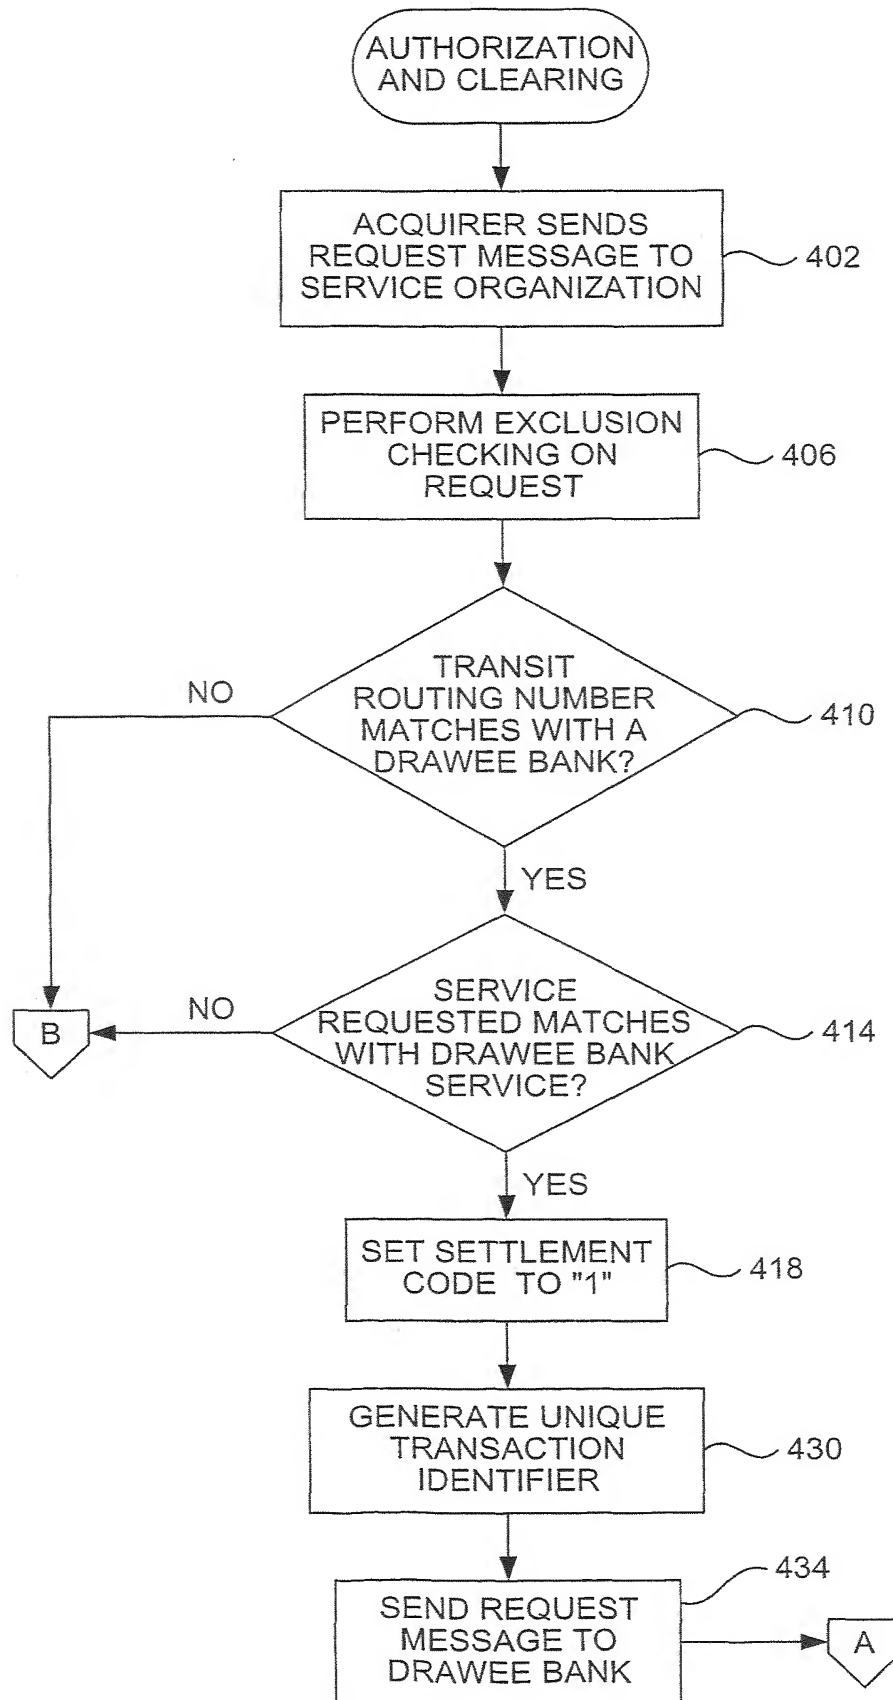 AUTHORIZATION
AND CLEARING
ACQUIRER SENDS
REQUEST MESSAGE TO
SERVICE ORGANIZATION
402
PERFORM EXCLUSION
CHECKING ON
REQUEST
406
TRANSIT
ROUTING NUMBER
MATCHES WITH A
DRAWEE BANK?
410
NO
YES
SERVICE
REQUESTED MATCHES
WITH DRAWEE BANK
SERVICE?
414
NO
B
YES
SET SETTLEMENT
CODE TO "1"
418
GENERATE UNIQUE
TRANSACTION
IDENTIFIER
430
434
SEND REQUEST
MESSAGE TO
DRAWEE BANK
A